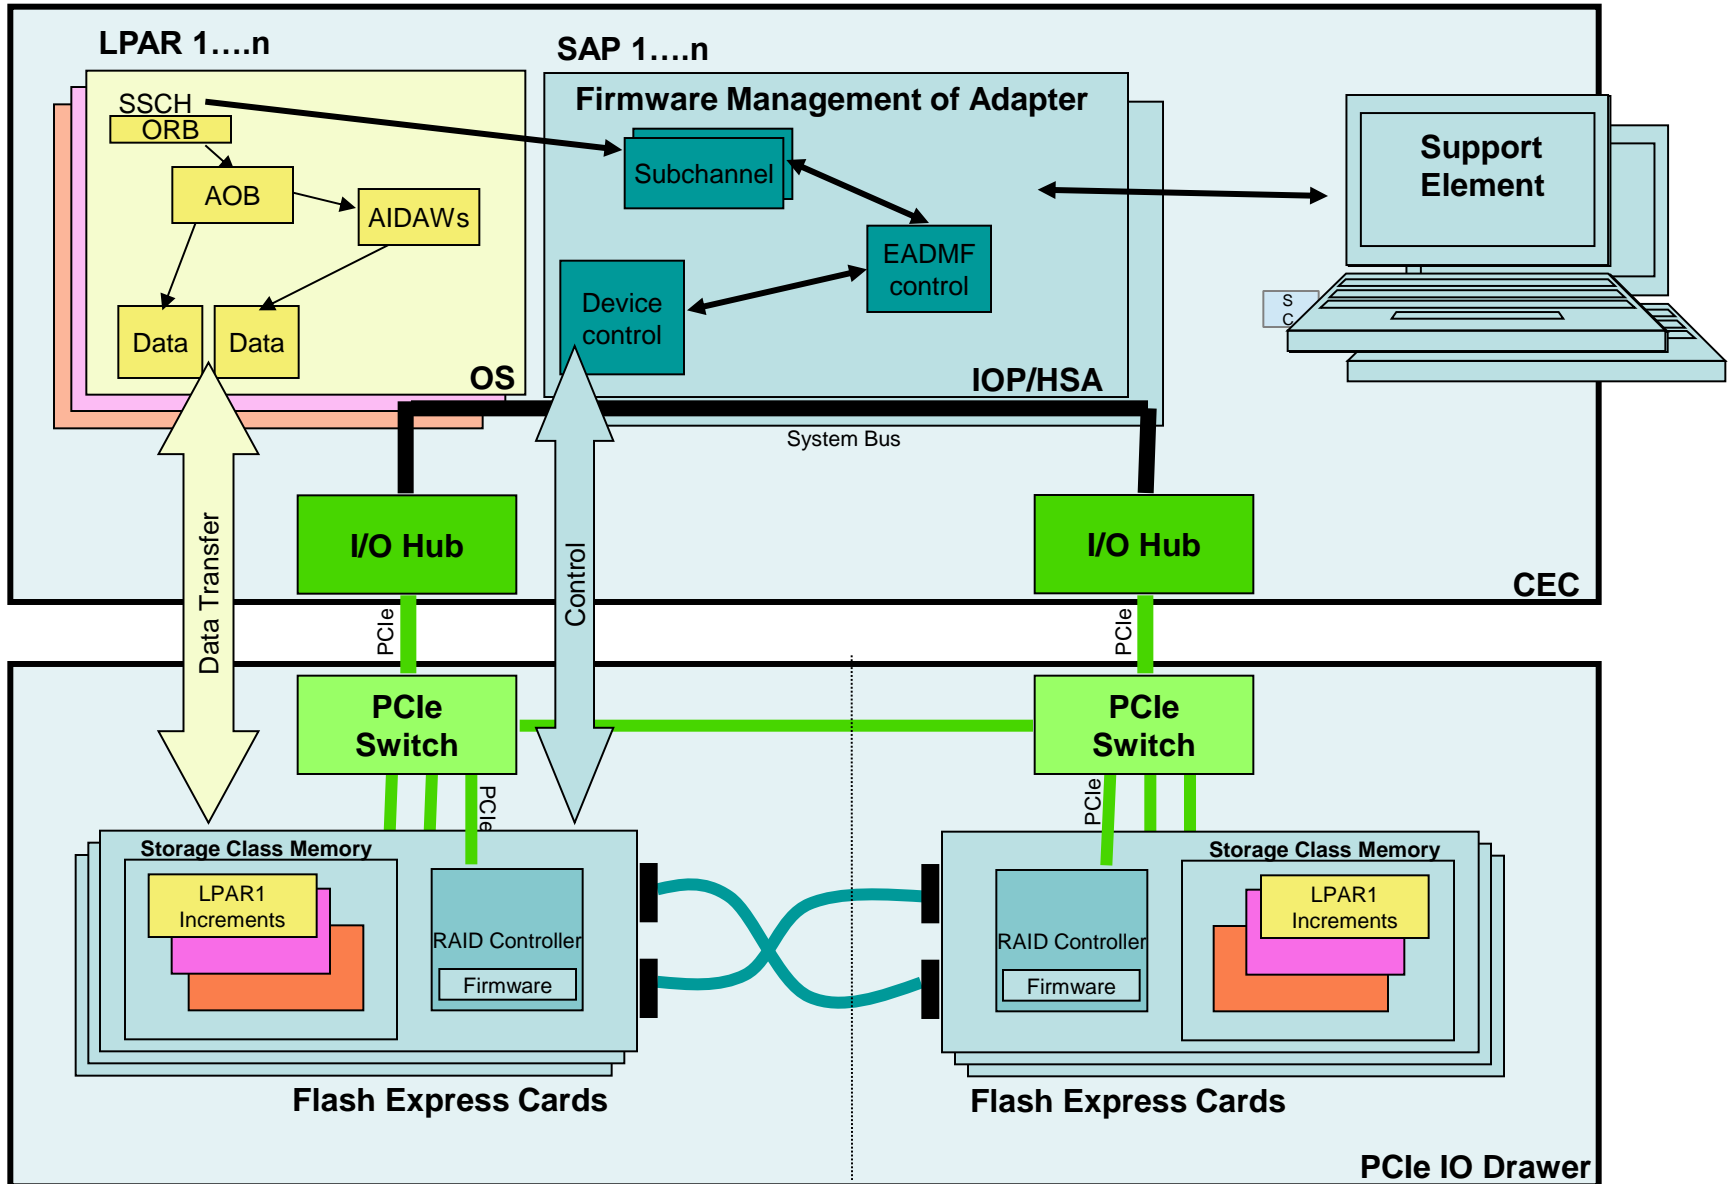 LPAR 1….n
SAP 1….n
SSCH
ORB
AOB
AIDAWs
Data
Data
OS
Firmware Management of Adapter
Subchannel
EADMF
control
Device
control
IOP/HSA
Support
Element
S
C
System Bus
I/O Hub
I/O Hub
CEC
Data Transfer
Control
PCIe
PCIe
PCIe
Switch
PCIe
Switch
PCIe
PCIe
Storage Class Memory
LPAR1
Increments
RAID Controller
Firmware
RAID Controller
Firmware
Storage Class Memory
LPAR1
Increments
Flash Express Cards
Flash Express Cards
PCIe IO Drawer